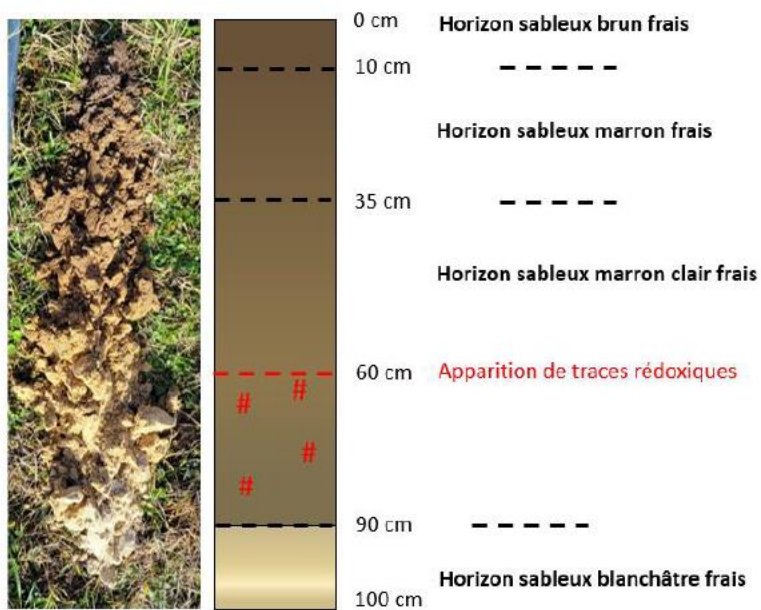 0 cm Horizon sableux brun frais
10 cm
Horizon sableux marron frais
35 cm
Horizon sableux marron clair frais
60 cm Apparition de traces rédoxiques
# #
#
#
90 cm
Horizon sableux blanchâtre frais
100 cm